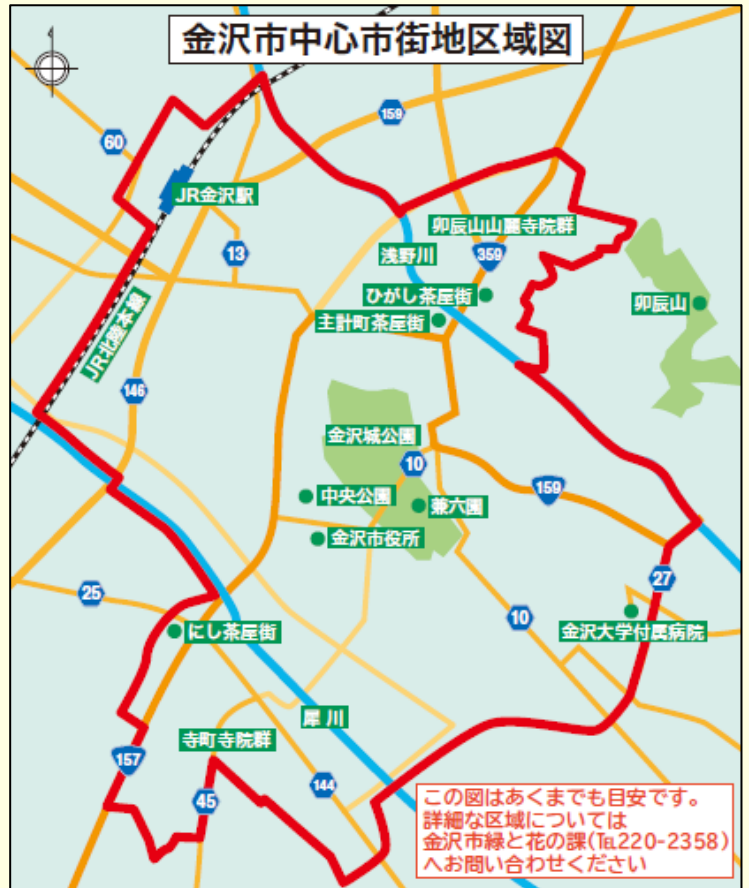 金沢市中心市街地区域図
159
60
JR金沢駅
卯辰山山麓寺院群
浅野川
359
13
ひがし茶屋街
卯辰山
主計町茶屋街
JR北陸本線
146
金沢城公園
10
中央公園
兼六園
159
金沢市役所
27
25
10
金沢大学付属病院
にし茶屋街
犀川
寺町寺院群
157
144
45
この図はあくまでも目安です。
詳細な区域については
金沢市緑と花の課(℡220-2358)
へお問い合わせください